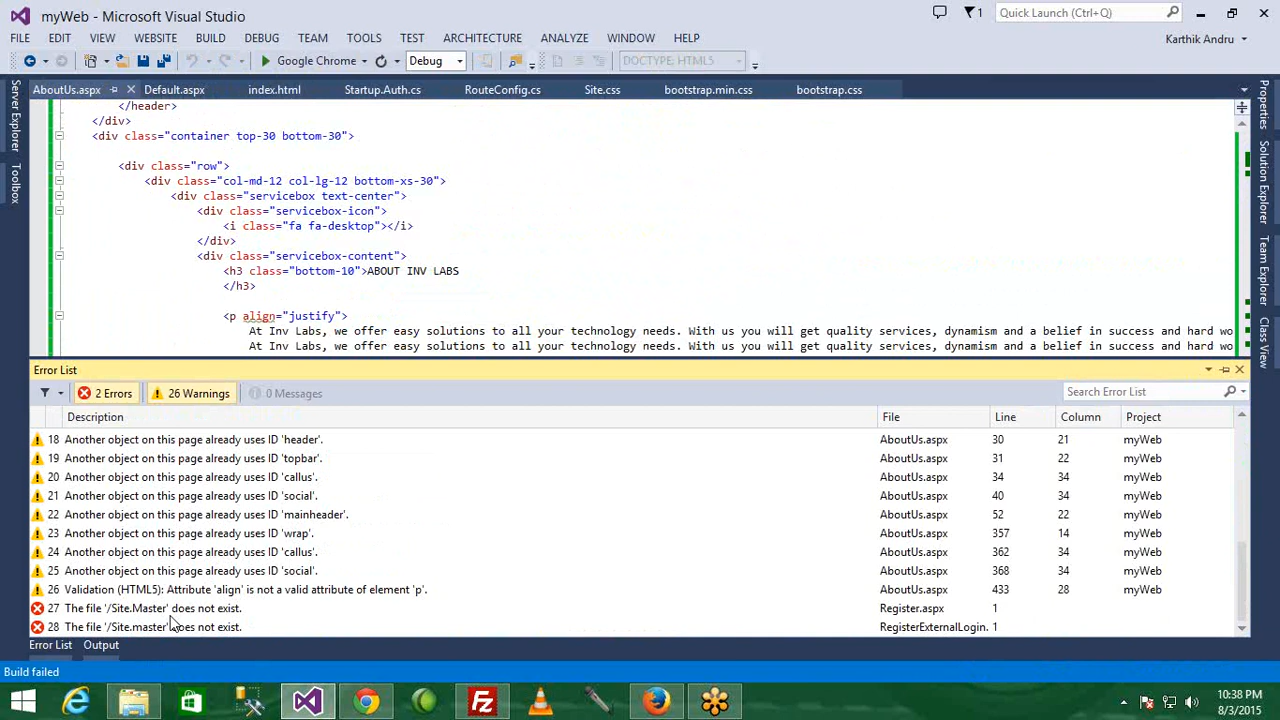 myWeb - Microsoft Visual Studio
1
Quick Launch (Ctrl+Q)
FILE EDIT VIEW WEBSITE BUILD DEBUG TEAM TOOLS TEST ARCHITECTURE ANALYZE WINDOW HELP
Karthik Andru
Google Chrome
Debug
DOCTYPE: HTML5
AboutUs.aspx Default.aspx index.html Startup.Auth.cs RouteConfig.cs Site.css bootstrap.min.css bootstrap.css
Server Explorer
Toolbox
</header>
</div>
<div class="container top-30 bottom-30">
<div class="row">
<div class="col-md-12 col-lg-12 bottom-xs-30">
<div class="servicebox text-center">
<div class="servicebox-icon">
<i class="fa fa-desktop"></i>
</div>
<div class="servicebox-content">
<h3 class="bottom-10">ABOUT INV LABS
</h3>
<p align="justify">
At Inv Labs, we offer easy solutions to all your technology needs. With us you will get quality services, dynamism and a belief in success and hard wo
At Inv Labs, we offer easy solutions to all your technology needs. With us you will get quality services, dynamism and a belief in success and hard wo
Properties
Solution Explorer
Team Explorer
Class View
Error List
2 Errors 26 Warnings 0 Messages
Search Error List
Description File Line Column Project
18 Another object on this page already uses ID 'header'. AboutUs.aspx 30 21 myWeb
19 Another object on this page already uses ID 'topbar'. AboutUs.aspx 31 22 myWeb
20 Another object on this page already uses ID 'callus'. AboutUs.aspx 34 34 myWeb
21 Another object on this page already uses ID 'social'. AboutUs.aspx 40 34 myWeb
22 Another object on this page already uses ID 'mainheader'. AboutUs.aspx 52 22 myWeb
23 Another object on this page already uses ID 'wrap'. AboutUs.aspx 357 14 myWeb
24 Another object on this page already uses ID 'callus'. AboutUs.aspx 362 34 myWeb
25 Another object on this page already uses ID 'social'. AboutUs.aspx 368 34 myWeb
26 Validation (HTML5): Attribute 'align' is not a valid attribute of element 'p'. AboutUs.aspx 433 28 myWeb
27 The file '/Site.Master' does not exist. Register.aspx 1
28 The file '/Site.master' does not exist. RegisterExternalLogin. 1
Error List Output
Build failed
10:38 PM
8/3/2015